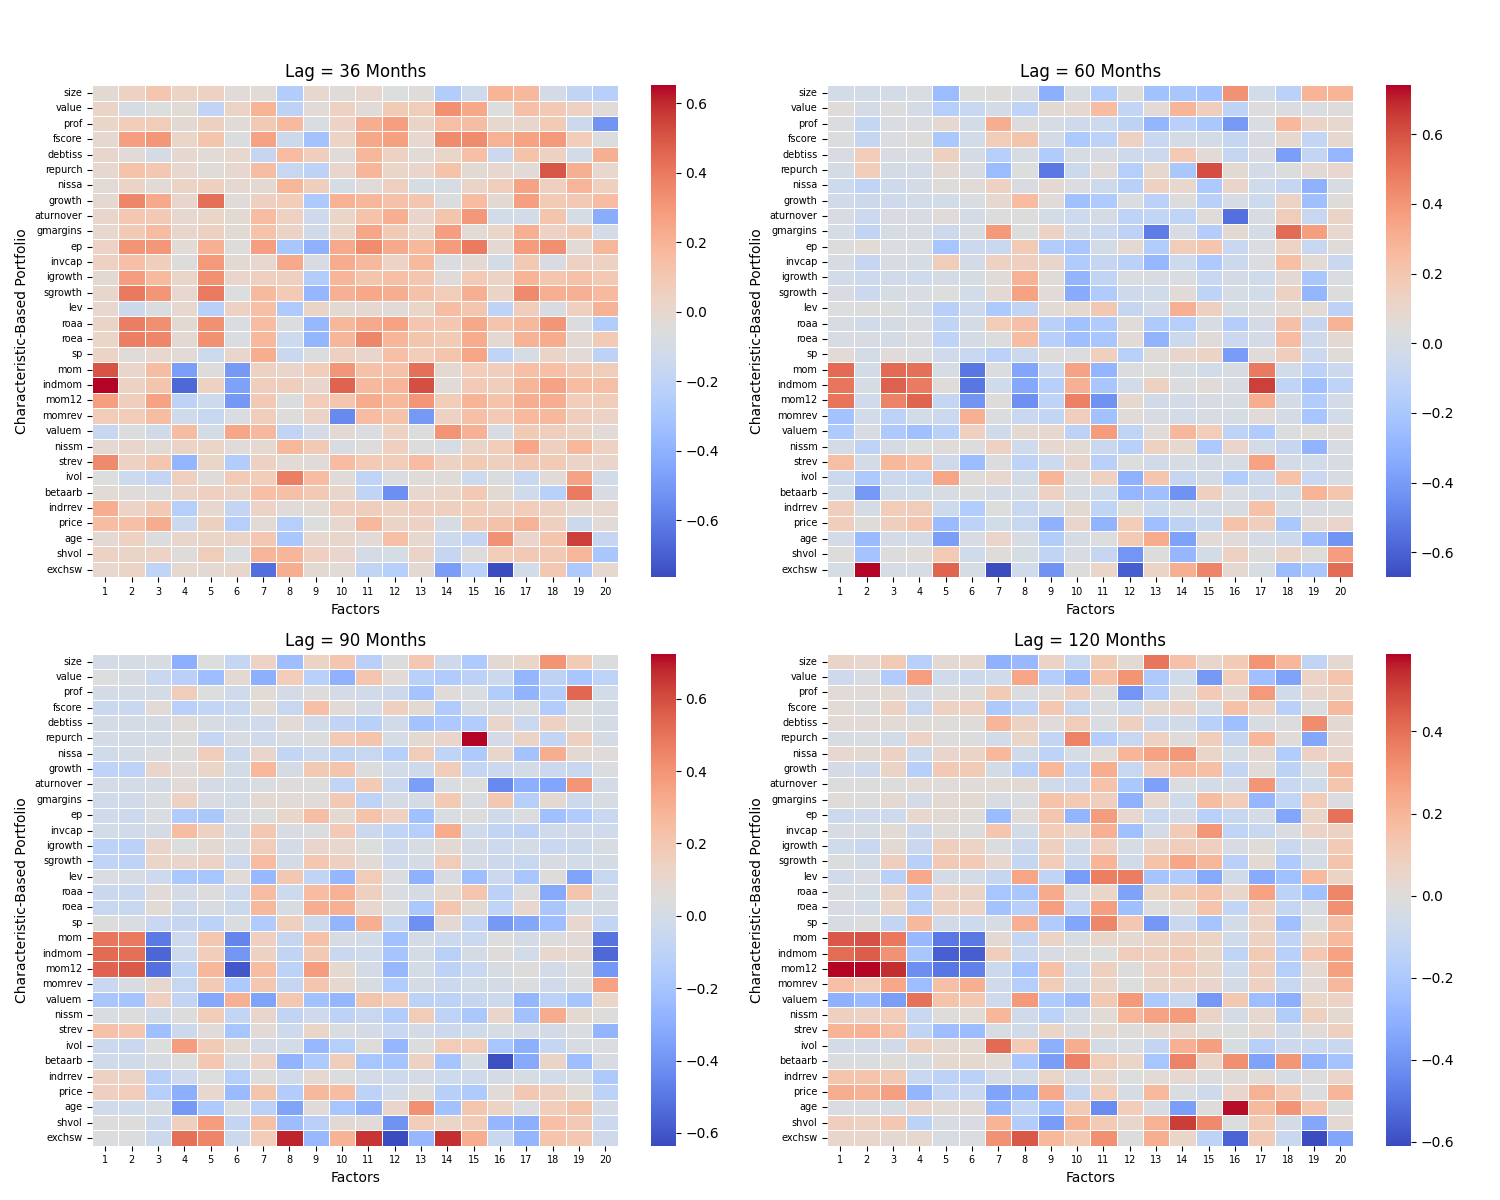 Lag = 36 Months
Characteristic-Based Portfolio
size
value
prof
fscore
debtiss
repurch
nissa
growth
aturnover
gmargins
ep
invcap
igrowth
sgrowth
lev
roaa
roea
sp
mom
indmom
mom12
momrev
valuem
nissm
strev
ivol
betaarb
indrrev
price
age
shvol
exchsw
1 2 3 4 5 6 7 8 9 10 11 12 13 14 15 16 17 18 19 20
Factors
0.6
0.4
0.2
0.0
−0.2
−0.4
−0.6
Lag = 60 Months
Characteristic-Based Portfolio
size
value
prof
fscore
debtiss
repurch
nissa
growth
aturnover
gmargins
ep
invcap
igrowth
sgrowth
lev
roaa
roea
sp
mom
indmom
mom12
momrev
valuem
nissm
strev
ivol
betaarb
indrrev
price
age
shvol
exchsw
1 2 3 4 5 6 7 8 9 10 11 12 13 14 15 16 17 18 19 20
Factors
0.6
0.4
0.2
0.0
−0.2
−0.4
−0.6
Lag = 90 Months
Characteristic-Based Portfolio
size
value
prof
fscore
debtiss
repurch
nissa
growth
aturnover
gmargins
ep
invcap
igrowth
sgrowth
lev
roaa
roea
sp
mom
indmom
mom12
momrev
valuem
nissm
strev
ivol
betaarb
indrrev
price
age
shvol
exchsw
1 2 3 4 5 6 7 8 9 10 11 12 13 14 15 16 17 18 19 20
Factors
0.6
0.4
0.2
0.0
−0.2
−0.4
−0.6
Lag = 120 Months
Characteristic-Based Portfolio
size
value
prof
fscore
debtiss
repurch
nissa
growth
aturnover
gmargins
ep
invcap
igrowth
sgrowth
lev
roaa
roea
sp
mom
indmom
mom12
momrev
valuem
nissm
strev
ivol
betaarb
indrrev
price
age
shvol
exchsw
1 2 3 4 5 6 7 8 9 10 11 12 13 14 15 16 17 18 19 20
Factors
0.4
0.2
0.0
−0.2
−0.4
−0.6